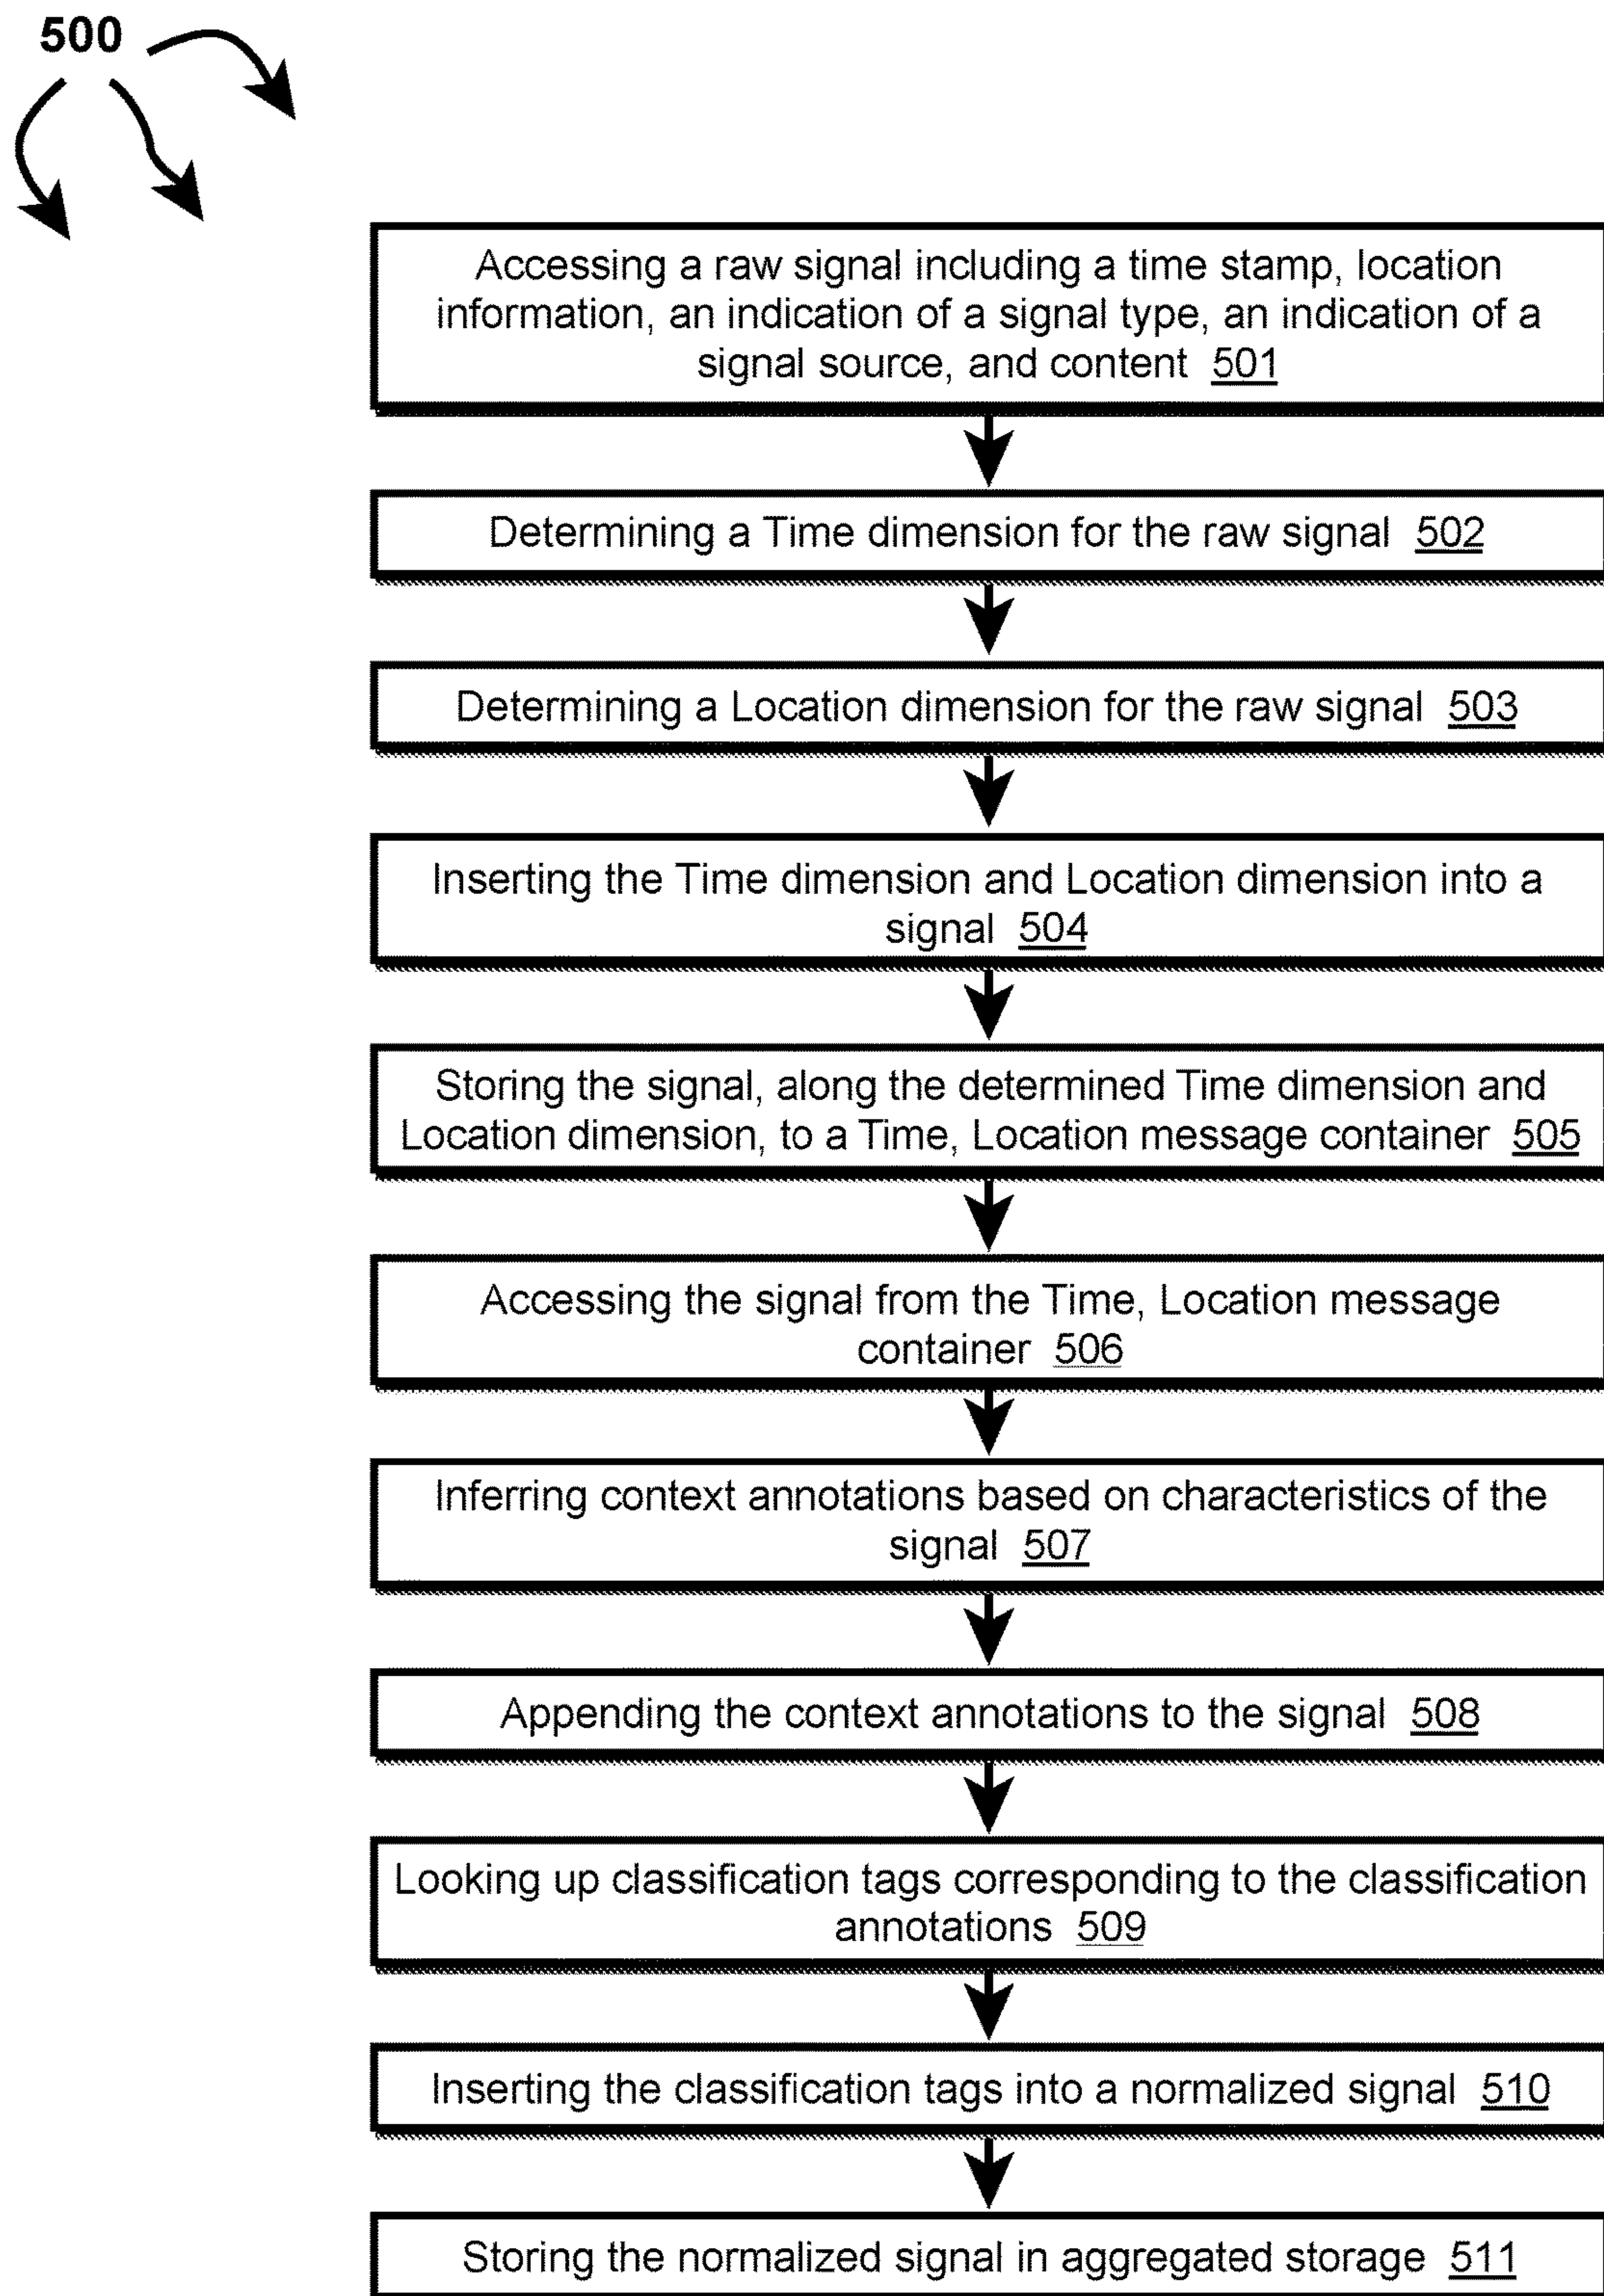 500
Accessing a raw signal including a time stamp, location
information, an indication of a signal type, an indication of a
signal source, and content 501
Determining a Time dimension for the raw signal 502
Determining a Location dimension for the raw signal 503
Inserting the Time dimension and Location dimension into a
signal 504
Storing the signal, along the determined Time dimension and
Location dimension, to a Time, Location message container 505
Accessing the signal from the Time, Location message
container 506
Inferring context annotations based on characteristics of the
signal 507
Appending the context annotations to the signal 508
Looking up classification tags corresponding to the classification
annotations 509
Inserting the classification tags into a normalized signal 510
Storing the normalized signal in aggregated storage 511